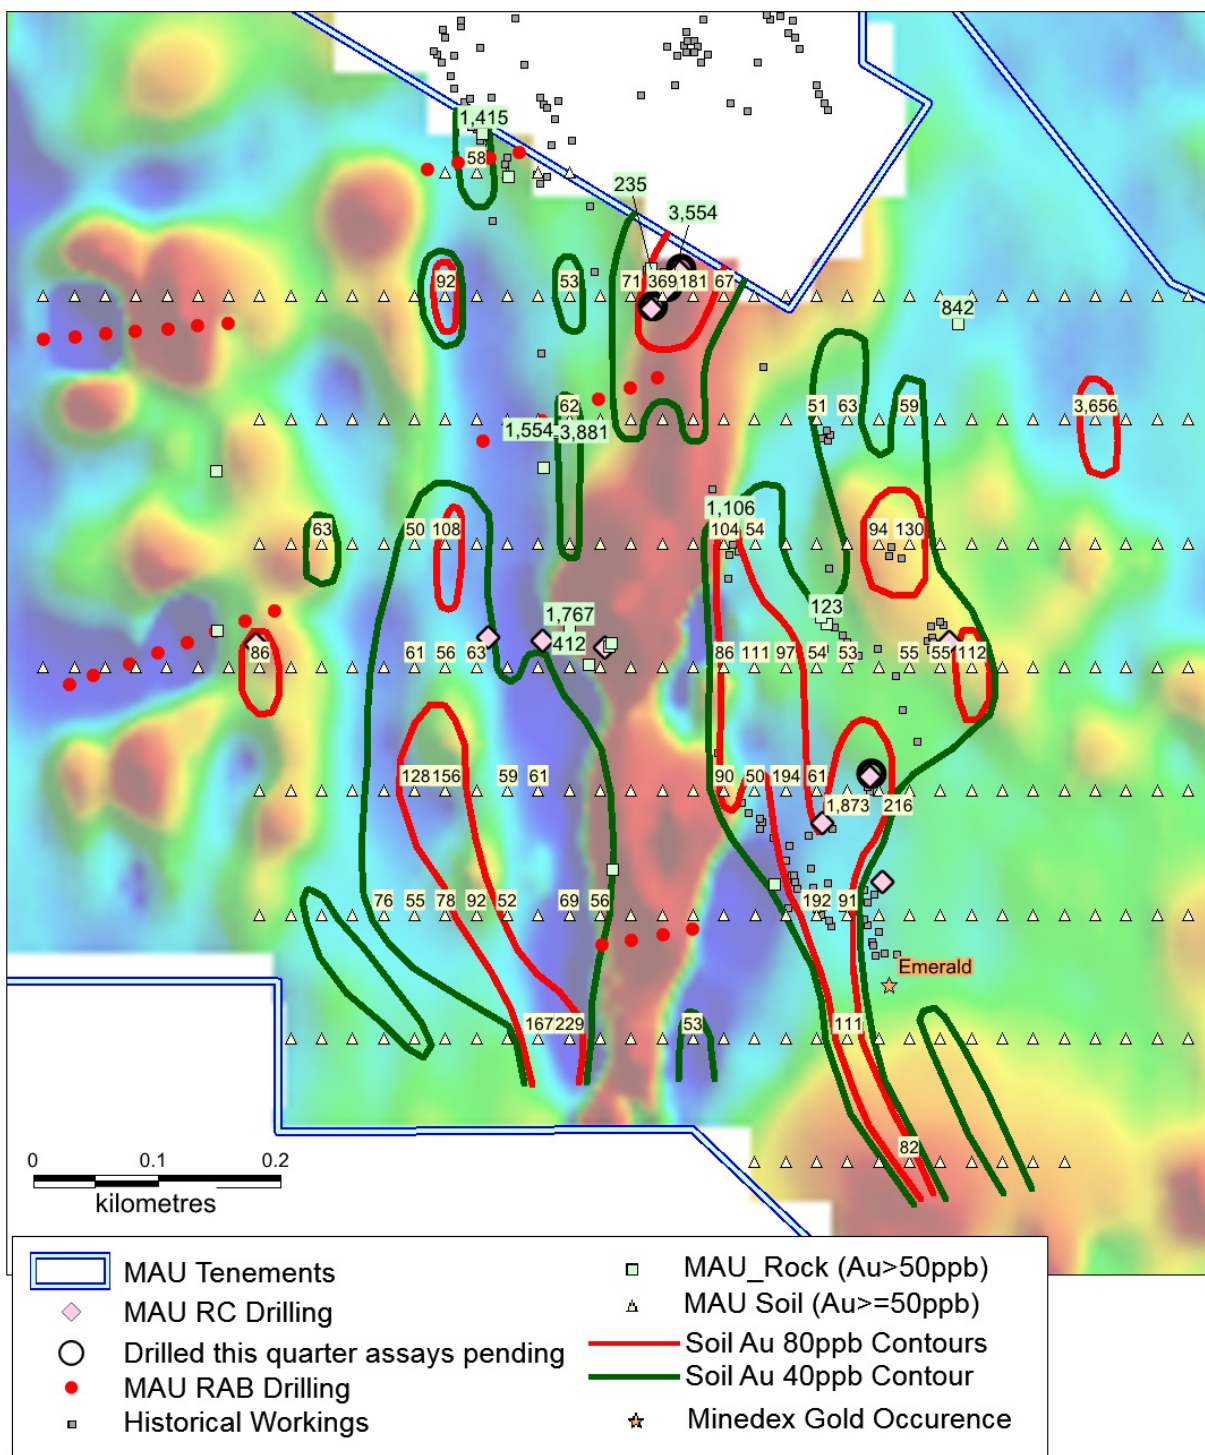 1,415
58
235
3,554
92
53
71 369 181 67
842
62
51 63 59 3,656
1,554 3,881
1,106
63 50 108 104 54 94 130
1,767
123
412
86 61 56 63 86 111 97 54 53 55 55 112
128 156 59 61 90 50 194 61
1,873 216
76 55 78 92 52 69 56 192 91
Emerald
167 229 53 111
82
0 0.1 0.2
kilometres
MAU Tenements
MAU RC Drilling
Drilled this quarter assays pending
MAU RAB Drilling
Historical Workings
MAU_Rock (Au>50ppb)
MAU Soil (Au>=50ppb)
Soil Au 80ppb Contours
Soil Au 40ppb Contour
Minedex Gold Occurence